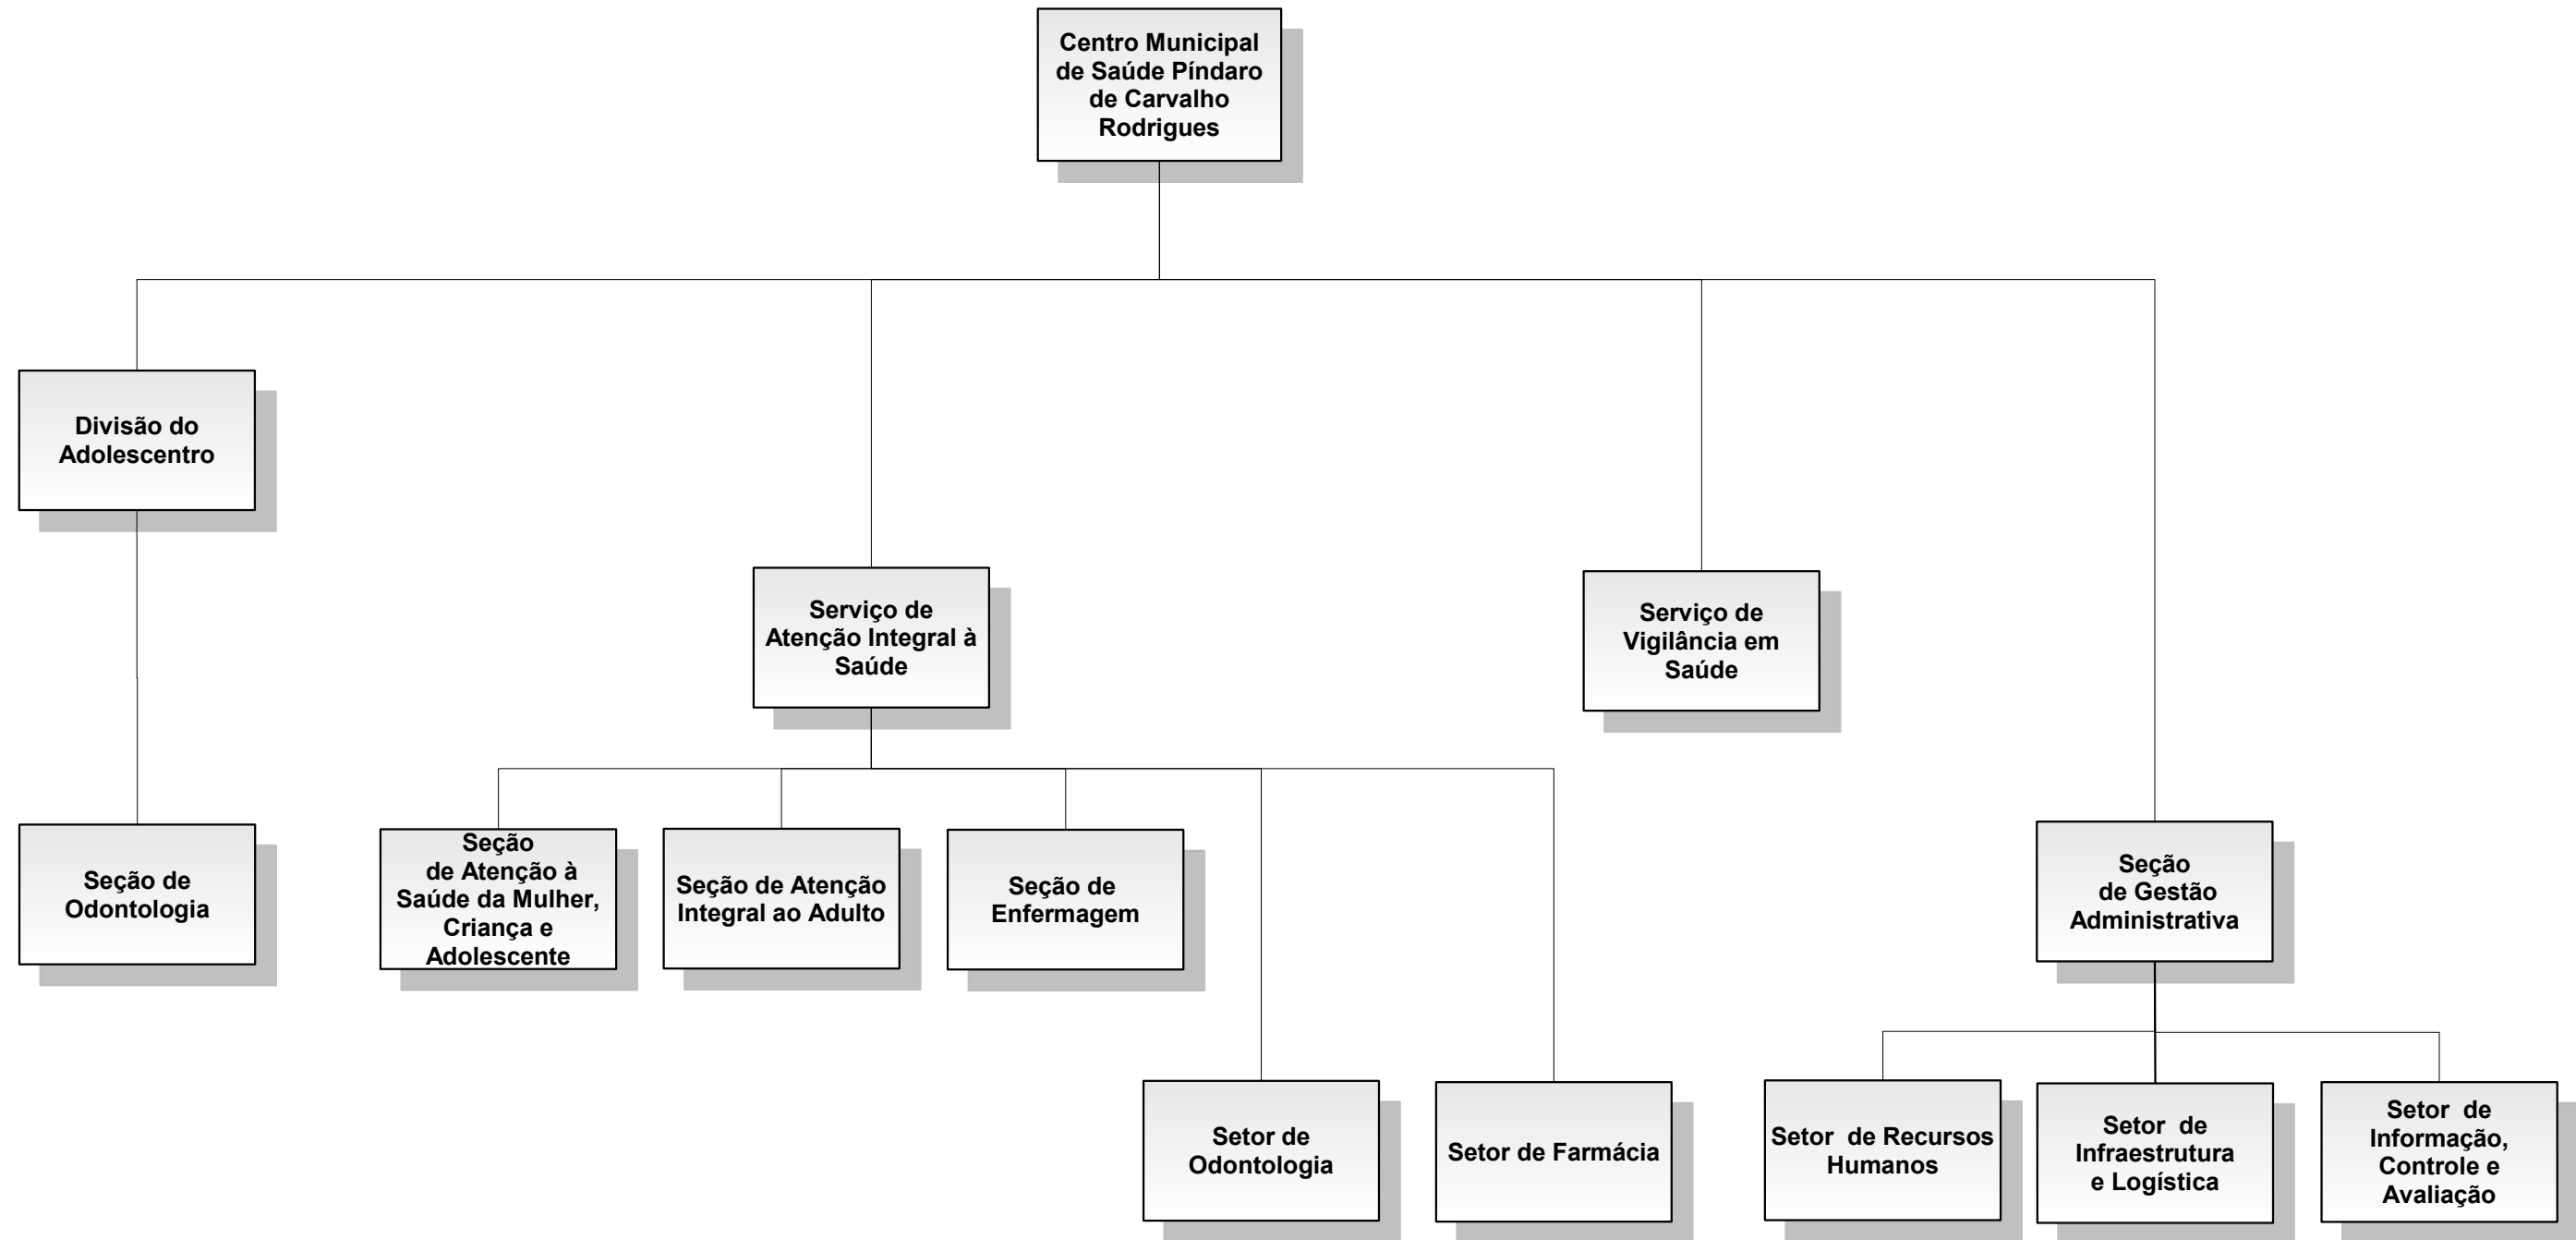 Centro Municipal
de Saúde Píndaro
de Carvalho
Rodrigues
Divisão do
Adolescentro
Serviço de
Atenção Integral à
Saúde
Serviço de
Vigilância em
Saúde
Seção de
Odontologia
Seção
de Atenção à
Saúde da Mulher,
Criança e
Adolescente
Seção de Atenção
Integral ao Adulto
Seção de
Enfermagem
Seção
de Gestão
Administrativa
Setor de
Odontologia
Setor de Farmácia
Setor de Recursos
Humanos
Setor de
Infraestrutura
e Logística
Setor de
Informação,
Controle e
Avaliação